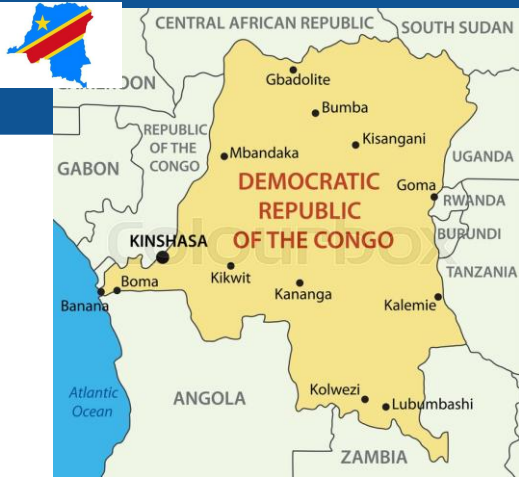 CENTRAL AFRICAN REPUBLIC
SOUTH SUDAN
Gbadolite
Bumba
REPUBLIC
OF THE
CONGO
Kisangani
Mbandaka
UGANDA
GABON
DEMOCRATIC
REPUBLIC
OF THE CONGO
Goma
RWANDA
BURUNDI
KINSHASA
colourbox
TANZANIA
Boma
Kikwit
Kananga
Banana
Kalemie
Atlantic
Ocean
ANGOLA
Kolwezi
Lubumbashi
ZAMBIA